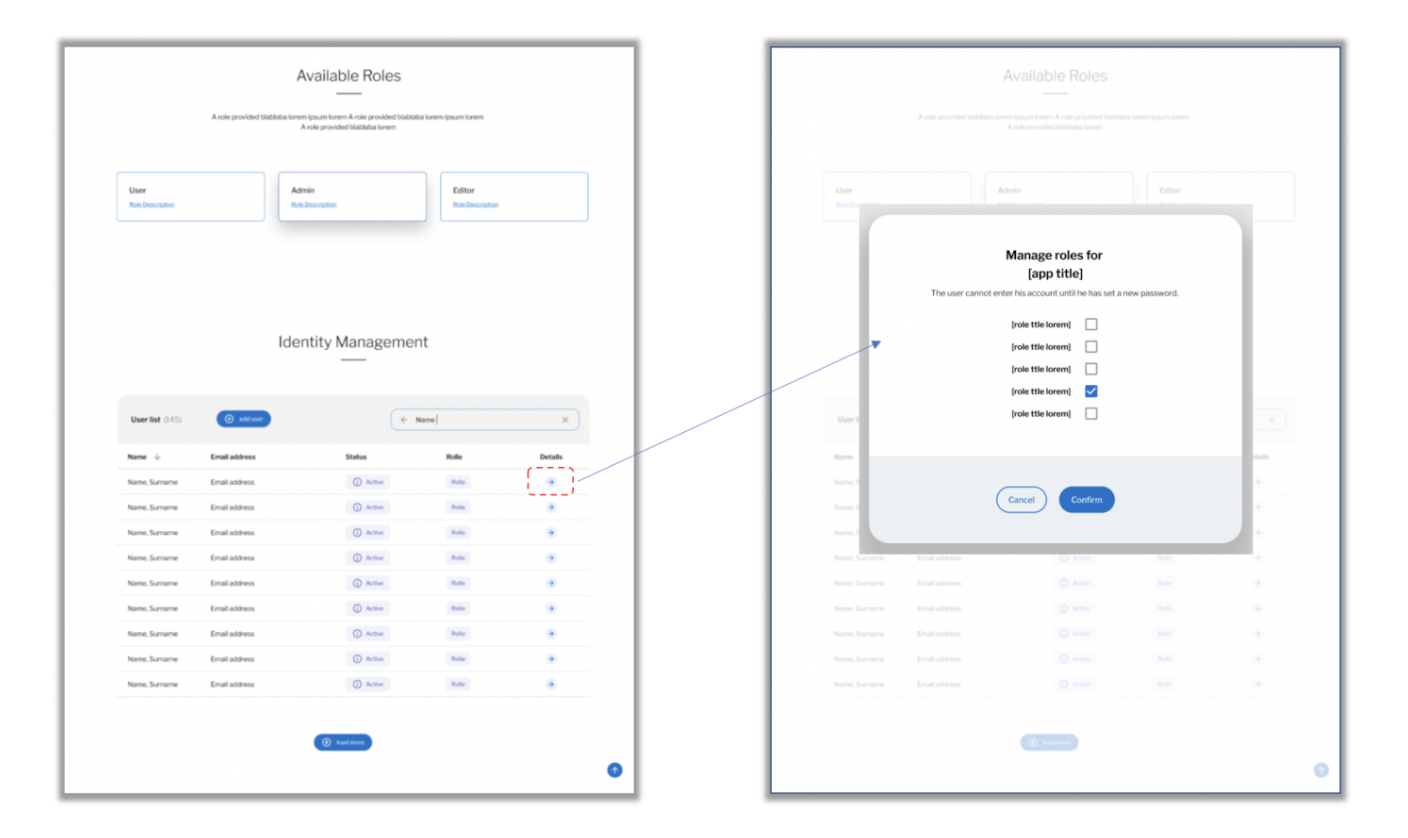 Available Roles
A role provided blablaba lorem ipsum lorem A role provided blablaba lorem ipsum lorem
A role provided blablaba lorem
User
Role Description
Admin
Role Description
Editor
Role Description
Identity Management
User list (145)
add user
Name
Name Email address Status Rolle Details
Name, Surname Email address Active Rolle
Name, Surname Email address Active Rolle
Name, Surname Email address Active Rolle
Name, Surname Email address Active Rolle
Name, Surname Email address Active Rolle
Name, Surname Email address Active Rolle
Name, Surname Email address Active Rolle
Name, Surname Email address Active Rolle
Name, Surname Email address Active Rolle
load more
Available Roles
A role provided blablaba lorem ipsum lorem A role provided blablaba lorem ipsum lorem
A role provided blablaba lorem
User
Admin
Editor
Manage roles for
[app title]
The user cannot enter his account until he has set a new password.
[role ttle lorem]
[role ttle lorem]
[role ttle lorem]
[role ttle lorem]
[role ttle lorem]
Cancel
Confirm
Name
Name, Surname Email address Active Rolle
Name, Surname Email address Active Rolle
Name, Surname Email address Active Rolle
Name, Surname Email address Active Rolle
Name, Surname Email address Active Rolle
Name, Surname Email address Active Rolle
load more